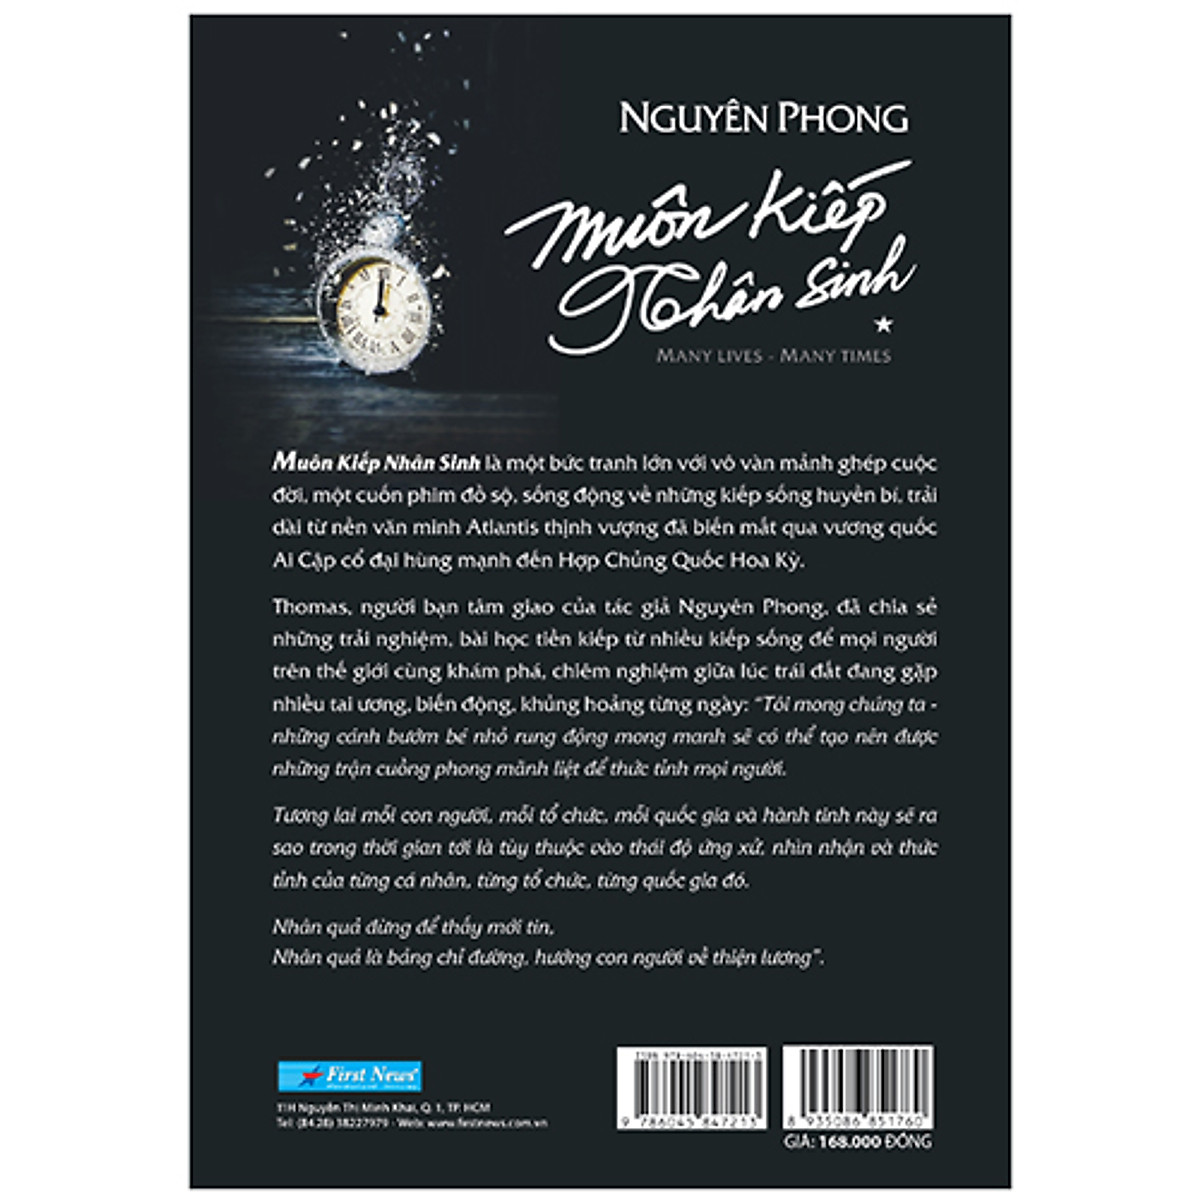 NGUYÊN PHONG
Muôn Kiếp
Nhân Sinh
MANY LIVES - MANY TIMES
Muôn Kiếp Nhân Sinh là một bức tranh lớn với vô vàn mảnh ghép cuộc
đời, một cuốn phim đồ sộ, sống động về những kiếp sống huyền bí, trải
dài từ nền văn minh Atlantis thịnh vượng đã biến mất qua vương quốc
Ai Cập cổ đại hùng mạnh đến Hợp Chủng Quốc Hoa Kỳ.
Thomas, người bạn tâm giao của tác giả Nguyên Phong, đã chia sẻ
những trải nghiệm, bài học tiền kiếp từ nhiều kiếp sống để mọi người
trên thế giới cùng khám phá, chiêm nghiệm giữa lúc trái đất đang gặp
nhiều tai ương, biến động, khủng hoảng từng ngày: “Tôi mong chúng ta -
những cánh bướm bé nhỏ rung động mong manh sẽ có thể tạo nên được
những trận cuồng phong mãnh liệt để thức tỉnh mọi người.
Tương lai mỗi con người, mỗi tổ chức, mỗi quốc gia và hành tinh này sẽ ra
sao trong thời gian tới là tùy thuộc vào thái độ ứng xử, nhìn nhận và thức
tỉnh của từng cá nhân, từng tổ chức, từng quốc gia đó.
Nhân quả đừng để thấy mới tin.
Nhân quả là bảng chỉ đường, hướng con người về thiện lương”.
First News
11H Nguyễn Thị Minh Khai, Q. 1, TP. HCM
Tel: (84.28) 38227979 - Web: www.firstnews.com.vn
9 786045 847213
8 935086 851760
GIÁ: 168.000 ĐỒNG